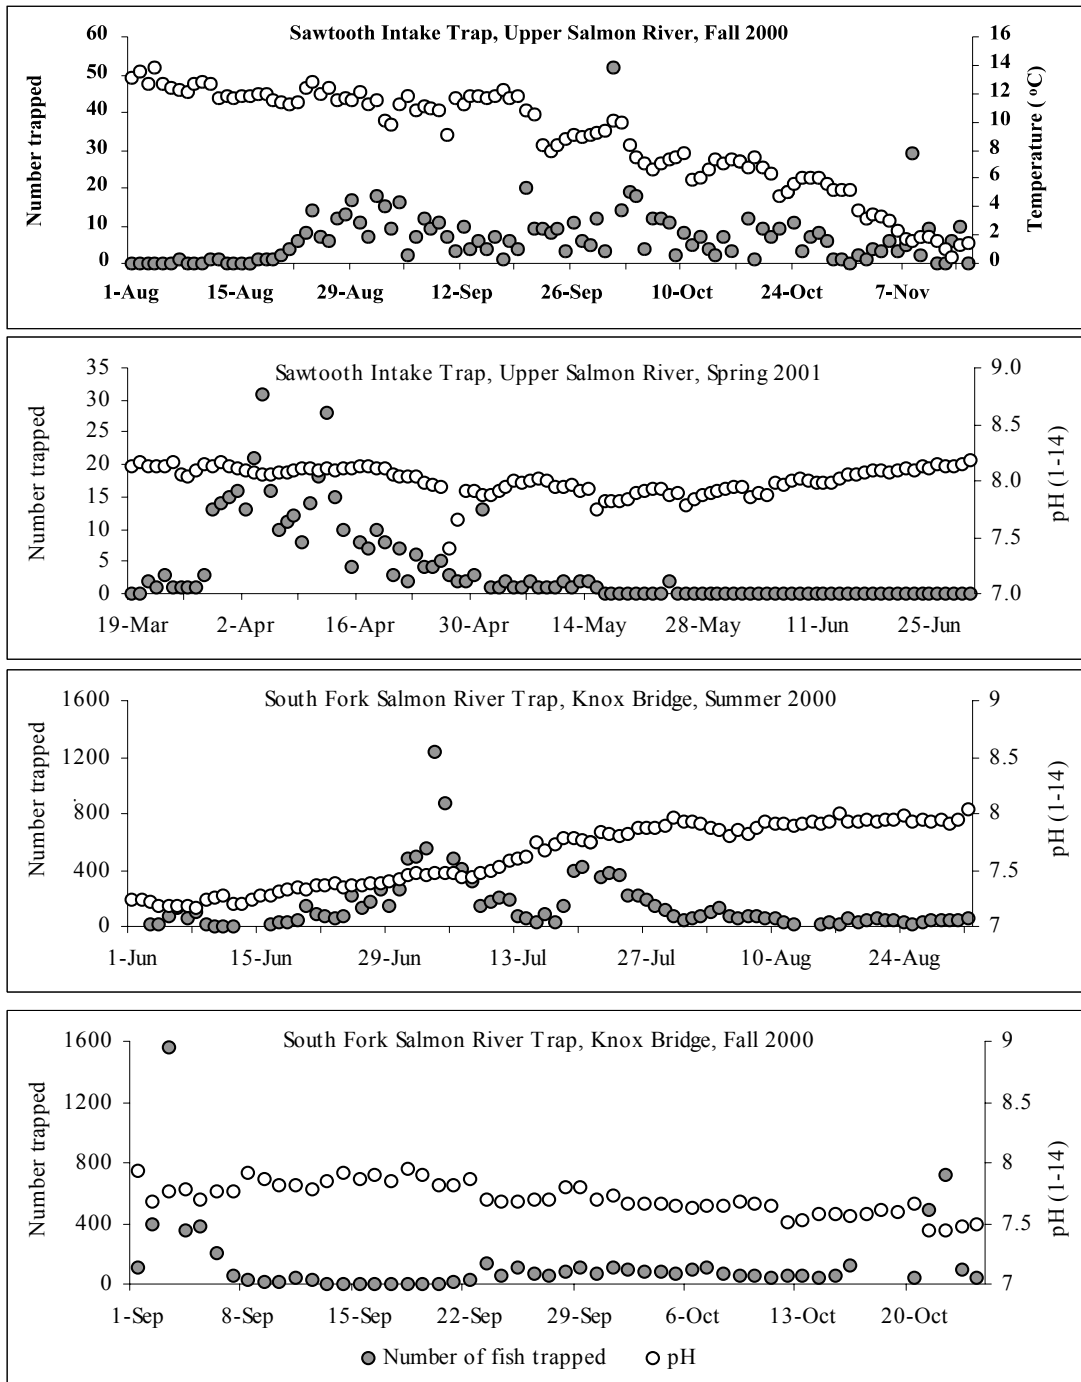 Sawtooth Intake Trap, Upper Salmon River, Fall 2000
Number trapped
60
50
40
30
20
10
0
16
14
12
10
8
6
4
2
0
Temperature ( °C)
1-Aug 15-Aug 29-Aug 12-Sep 26-Sep 10-Oct 24-Oct 7-Nov
Sawtooth Intake Trap, Upper Salmon River, Spring 2001
Number trapped
35
30
25
20
15
10
5
0
9.0
8.5
8.0
7.5
7.0
pH (1-14)
19-Mar 2-Apr 16-Apr 30-Apr 14-May 28-May 11-Jun 25-Jun
South Fork Salmon River Trap, Knox Bridge, Summer 2000
Number trapped
1600
1200
800
400
0
9
8.5
8
7.5
7
pH (1-14)
1-Jun 15-Jun 29-Jun 13-Jul 27-Jul 10-Aug 24-Aug
South Fork Salmon River Trap, Knox Bridge, Fall 2000
Number trapped
1600
1200
800
400
0
9
8.5
8
7.5
7
pH (1-14)
1-Sep 8-Sep 15-Sep 22-Sep 29-Sep 6-Oct 13-Oct 20-Oct
Number of fish trapped pH